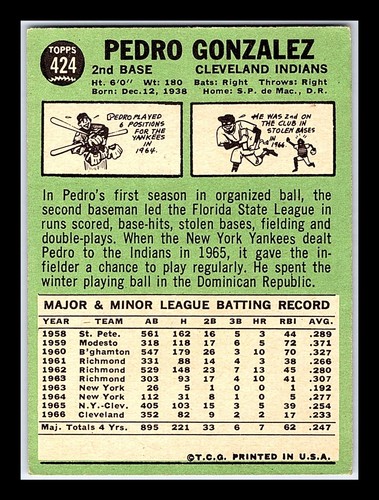 TOPPS
424
PEDRO GONZALEZ
2nd BASE CLEVELAND INDIANS
Ht. 6'0" Wt: 180 Bats: Right Throws: Right
Born: Dec. 12, 1938 Home: S.P. de Mac., D.R.
PEDRO PLAYED
6 POSITIONS
FOR THE
YANKEES
IN
1964.
HE WAS 2ND ON
THE CLUB IN
STOLEN BASES
IN
1966
In Pedro's first season in organized ball, the
second baseman led the Florida State League in
runs scored, base-hits, stolen bases, fielding and
double-plays. When the New York Yankees dealt
Pedro to the Indians in 1965, it gave the in-
fielder a chance to play regularly. He spent the
winter playing ball in the Dominican Republic.
MAJOR & MINOR LEAGUE BATTING RECORD
YEAR TEAM AB H 2B 3B HR RBI AVG.
1958 St. Pete. 561 162 16 5 3 44 .289
1959 Modesto 318 118 17 6 5 72 .371
1960 B'ghamton 547 179 26 3 10 70 .327
1961 Richmond 331 88 14 4 3 38 .266
1962 Richmond 529 148 23 7 13 45 .280
1963 Richmond 303 93 17 4 10 41 .307
1963 New York 26 5 1 0 0 1 .192
1964 New York 112 31 8 1 0 5 .277
1965 N.Y.-Clev. 405 103 15 3 5 39 .254
1966 Cleveland 352 82 9 2 2 17 .233
Maj. Totals 4 Yrs. 895 221 33 6 7 62 .247
©T.C.G. PRINTED IN U.S.A.